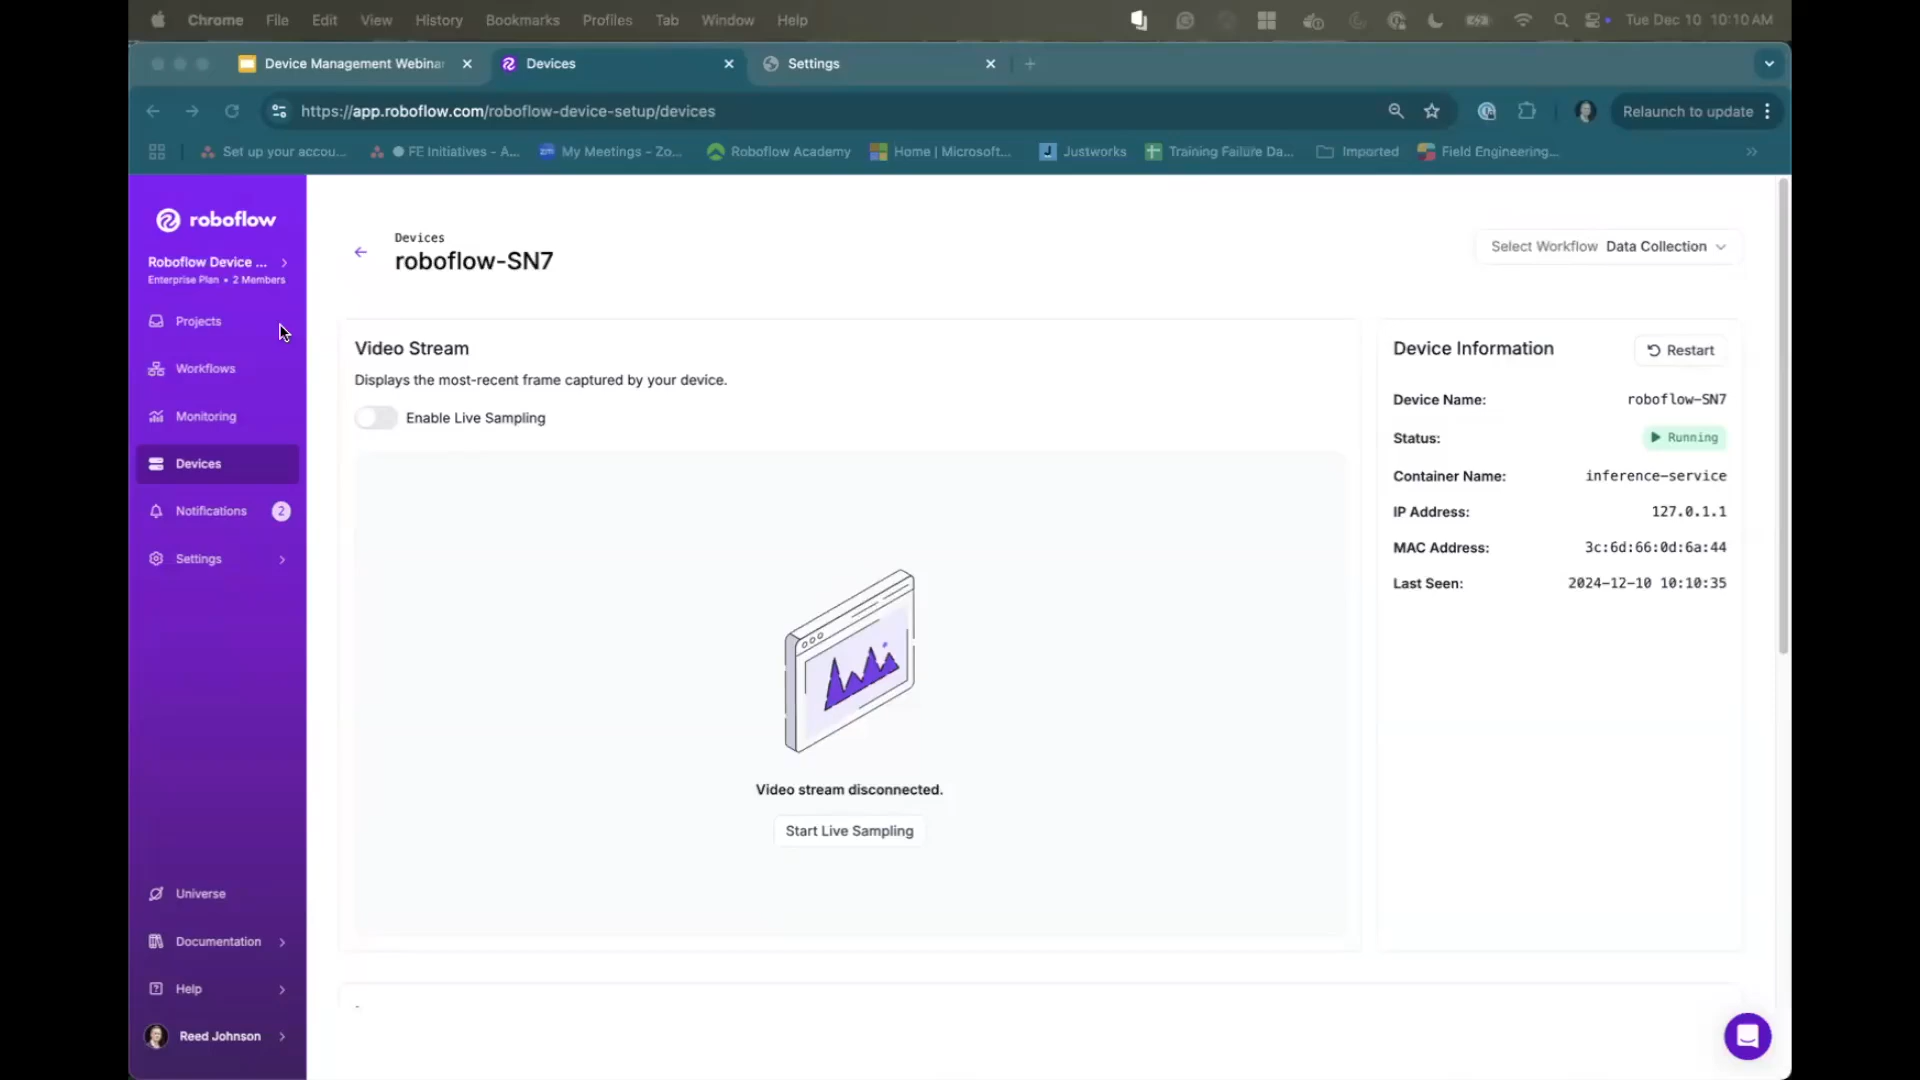 Chrome File Edit View History Bookmarks Profiles Tab Window Help Tue Dec 10 10:10 AM
Device Management Webinar Devices Settings
https://app.roboflow.com/roboflow-device-setup/devices Relaunch to update
Set up your accou... FE Initiatives - A... My Meetings - Zo... Roboflow Academy Home | Microsoft... Justworks Training Failure Da... Imported Field Engineering...
roboflow
Roboflow Device ...
Enterprise Plan • 2 Members
Projects
Workflows
Monitoring
Devices
Notifications 2
Settings
Universe
Documentation
Help
Reed Johnson
Devices
roboflow-SN7
Select Workflow Data Collection
Video Stream
Displays the most-recent frame captured by your device.
Enable Live Sampling
Video stream disconnected.
Start Live Sampling
Device Information Restart
Device Name: roboflow-SN7
Status: Running
Container Name: inference-service
IP Address: 127.0.1.1
MAC Address: 3c:6d:66:0d:6a:44
Last Seen: 2024-12-10 10:10:35